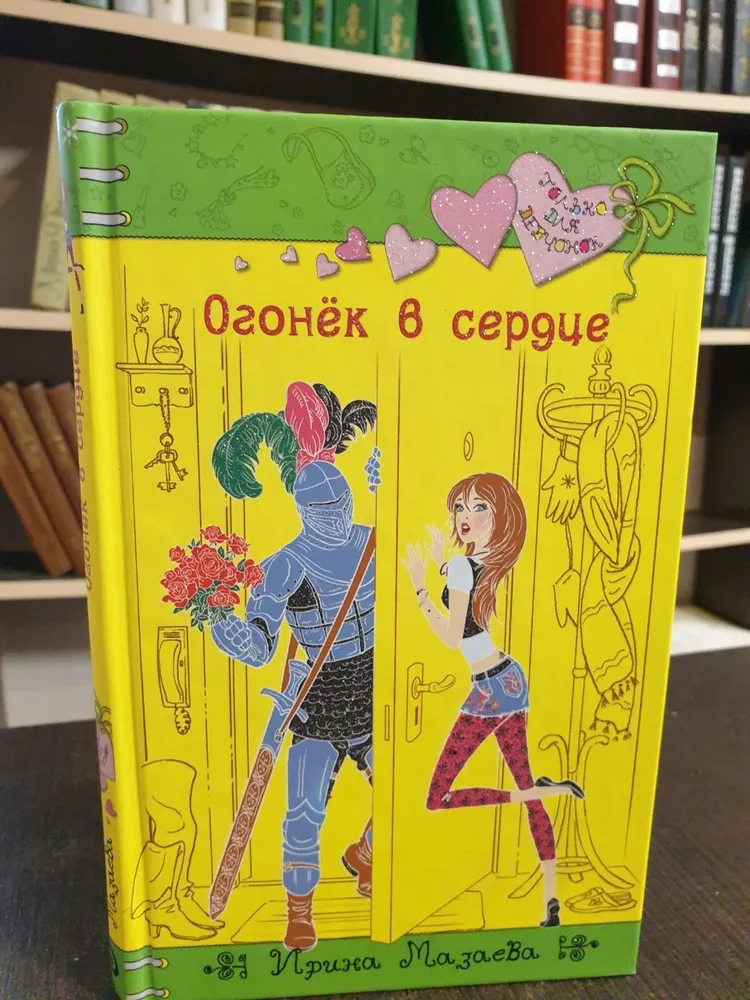 Только
для
девчонок
Огонёк в сердце
Ирина Мазаева
Огонёк в сердце
Мазаева